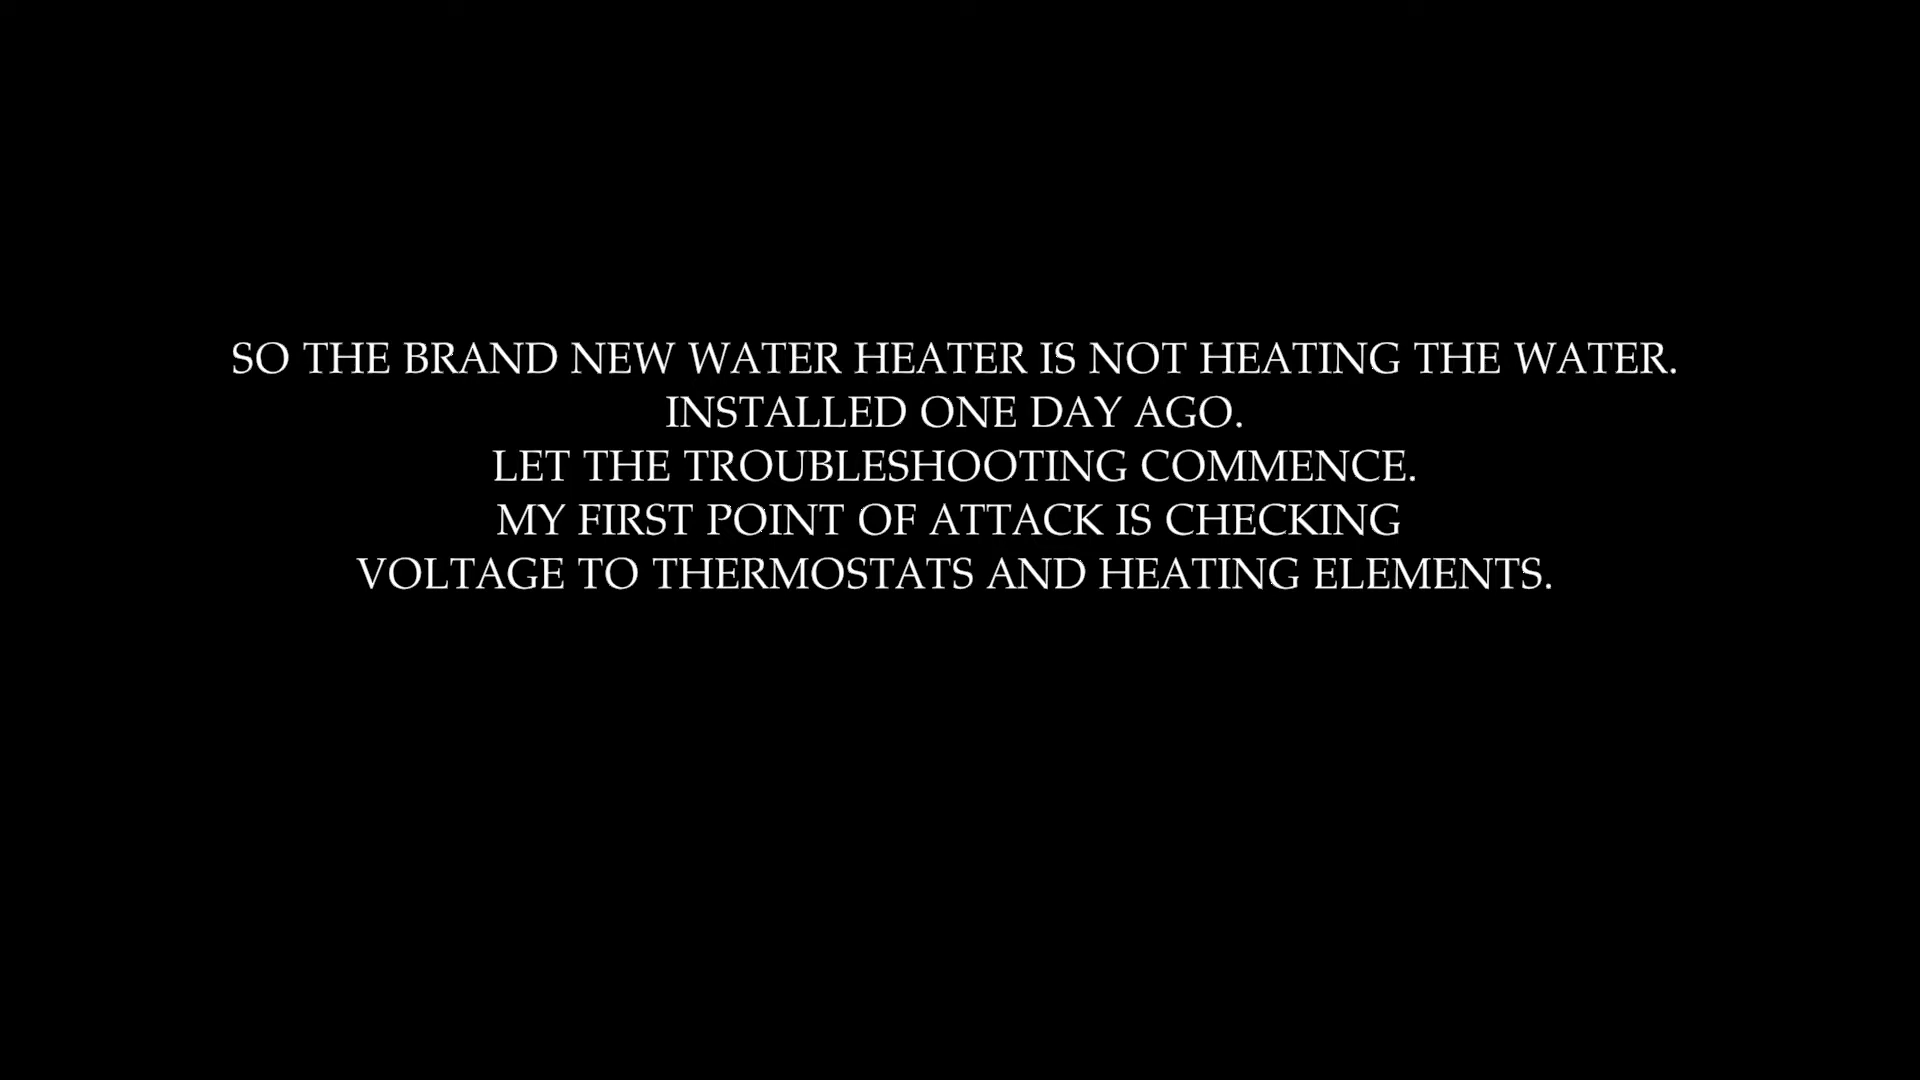 SO THE BRAND NEW WATER HEATER IS NOT HEATING THE WATER.
INSTALLED ONE DAY AGO.
LET THE TROUBLESHOOTING COMMENCE.
MY FIRST POINT OF ATTACK IS CHECKING
VOLTAGE TO THERMOSTATS AND HEATING ELEMENTS.